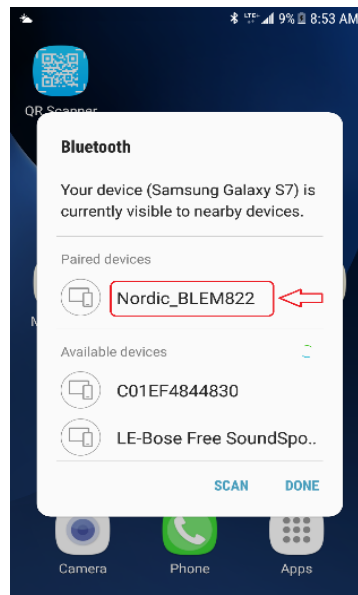 LTE 9% 8:53 AM
QR Scanner
Bluetooth
Your device (Samsung Galaxy S7) is
currently visible to nearby devices.
Paired devices
Nordic_BLEM822
Available devices
C01EF4844830
LE-Bose Free SoundSpo..
SCAN DONE
Camera Phone Apps